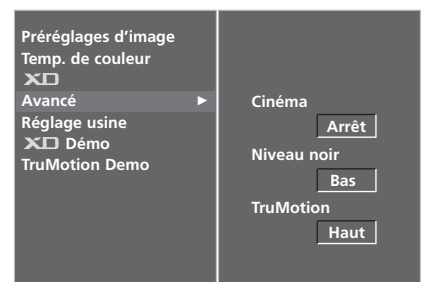 Préréglages d’image
Temp. de couleur
XD
Avancé ►
Réglage usine
XD Démo
TruMotion Demo
Cinéma
Arrêt
Niveau noir
Bas
TruMotion
Haut